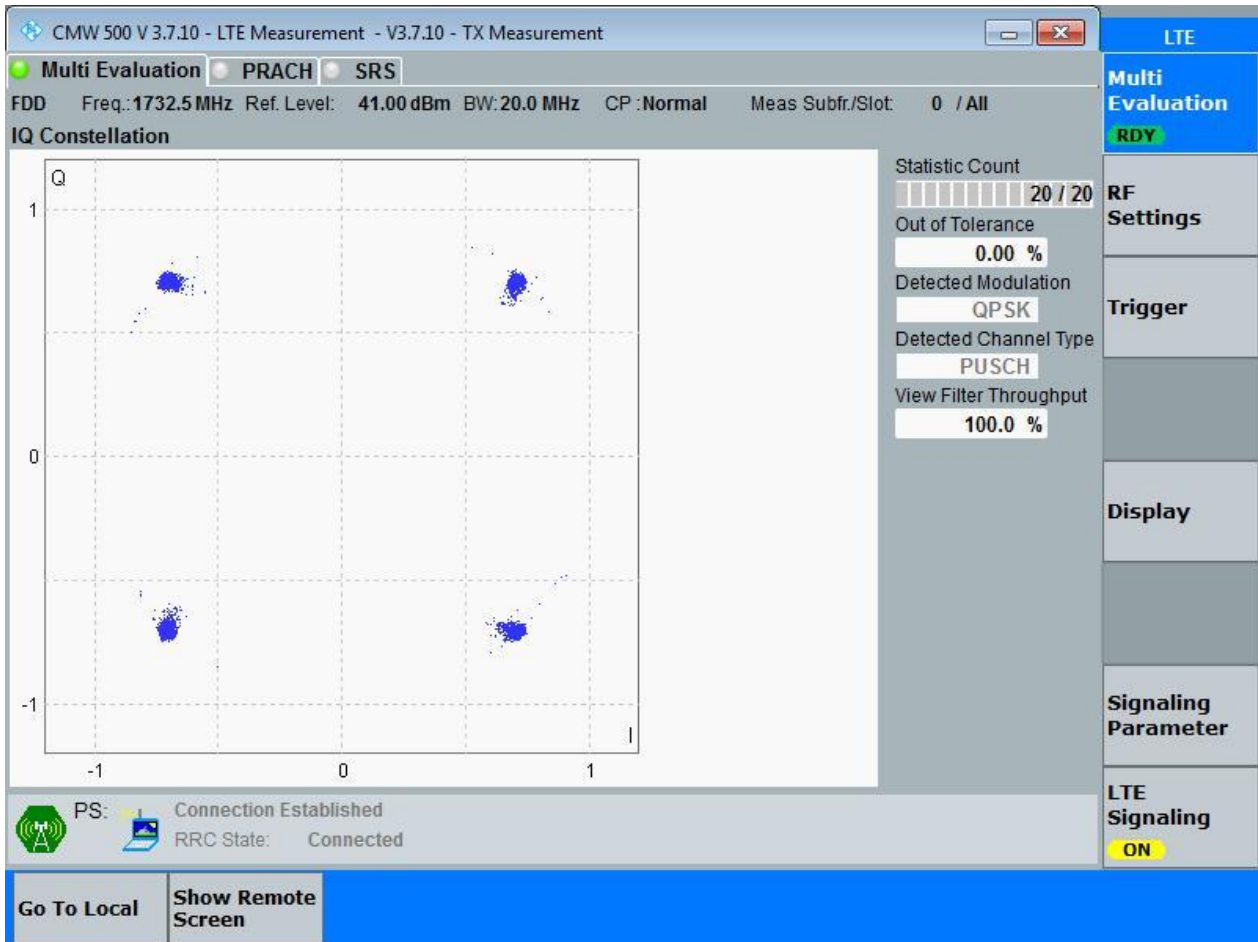 CMW 500 V 3.7.10 - LTE Measurement - V3.7.10 - TX Measurement
LTE
Multi Evaluation PRACH SRS
FDD Freq.: 1732.5 MHz Ref. Level: 41.00 dBm BW: 20.0 MHz CP : Normal Meas Subfr./Slot: 0 / All
IQ Constellation
Q
1
0
-1
I
-1 0 1
Statistic Count
20 / 20
Out of Tolerance
0.00 %
Detected Modulation
QPSK
Detected Channel Type
PUSCH
View Filter Throughput
100.0 %
Multi
Evaluation
RDY
RF
Settings
Trigger
Display
Signaling
Parameter
LTE
Signaling
ON
PS: Connection Established
RRC State: Connected
Go To Local
Show Remote
Screen